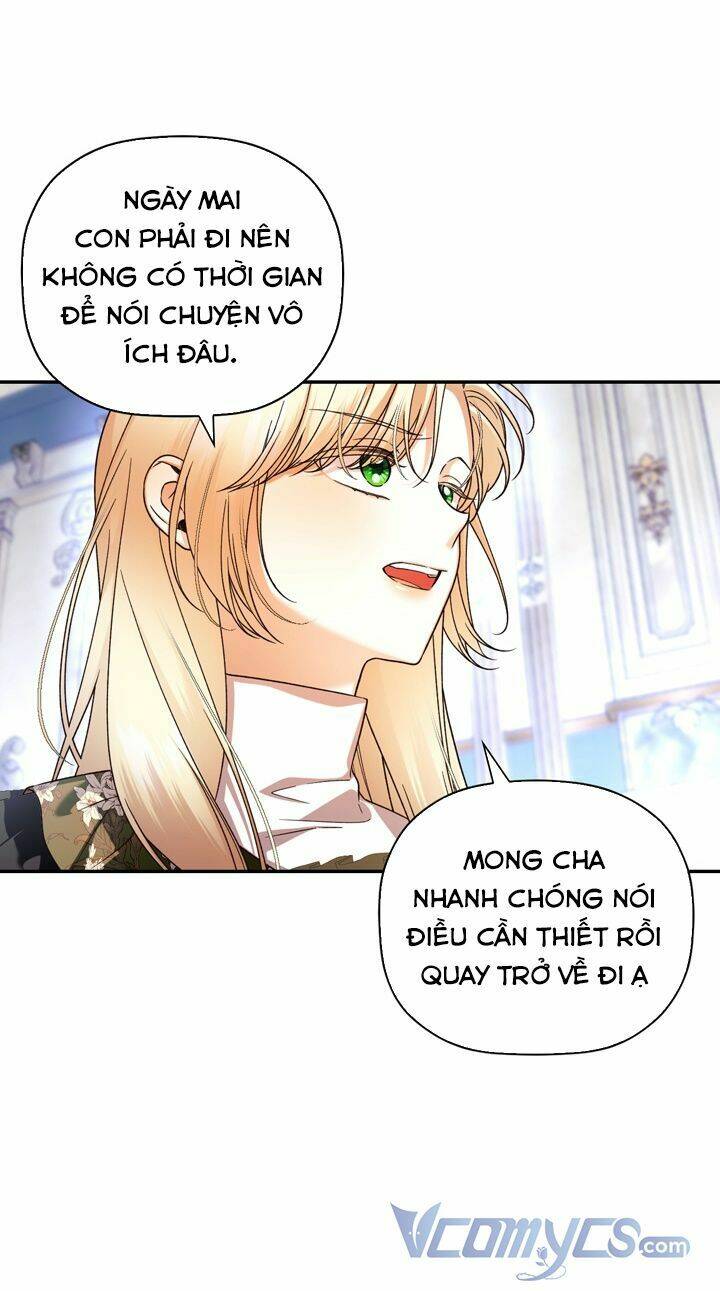 NGÀY MAI
CON PHẢI ĐI NÊN
KHÔNG CÓ THỜI GIAN
ĐỂ NÓI CHUYỆN VÔ
ÍCH ĐÂU.
MONG CHA
NHANH CHÓNG NÓI
ĐIỀU CẦN THIẾT RỒI
QUAY TRỞ VỀ ĐI Ạ
VCOMYCS.com